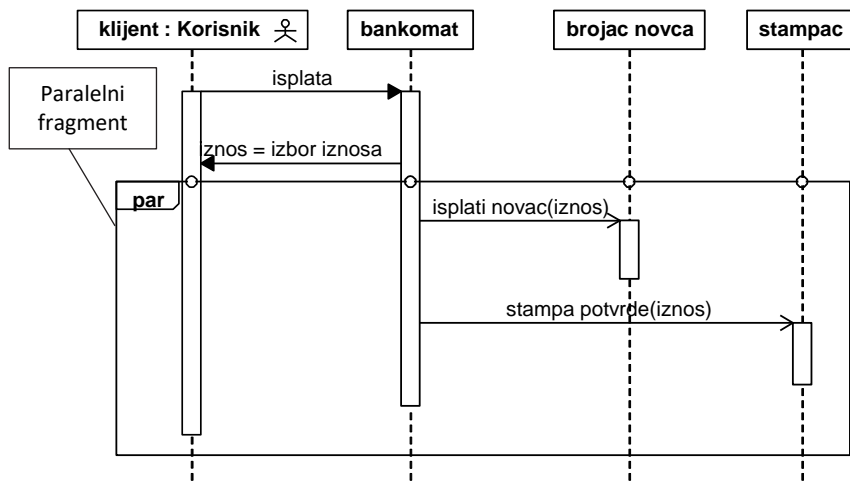 klijent : Korisnik
bankomat
brojac novca
stampac
Paralelni
fragment
isplata
znos = izbor iznosa
par
isplati novac(iznos)
stampa potvrde(iznos)